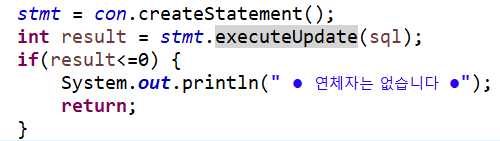 stmt = con.createStatement();
int result = stmt.executeUpdate(sql);
if(result<=0) {
System.out.println(" ● 연체자는 없습니다 ●");
return;
}